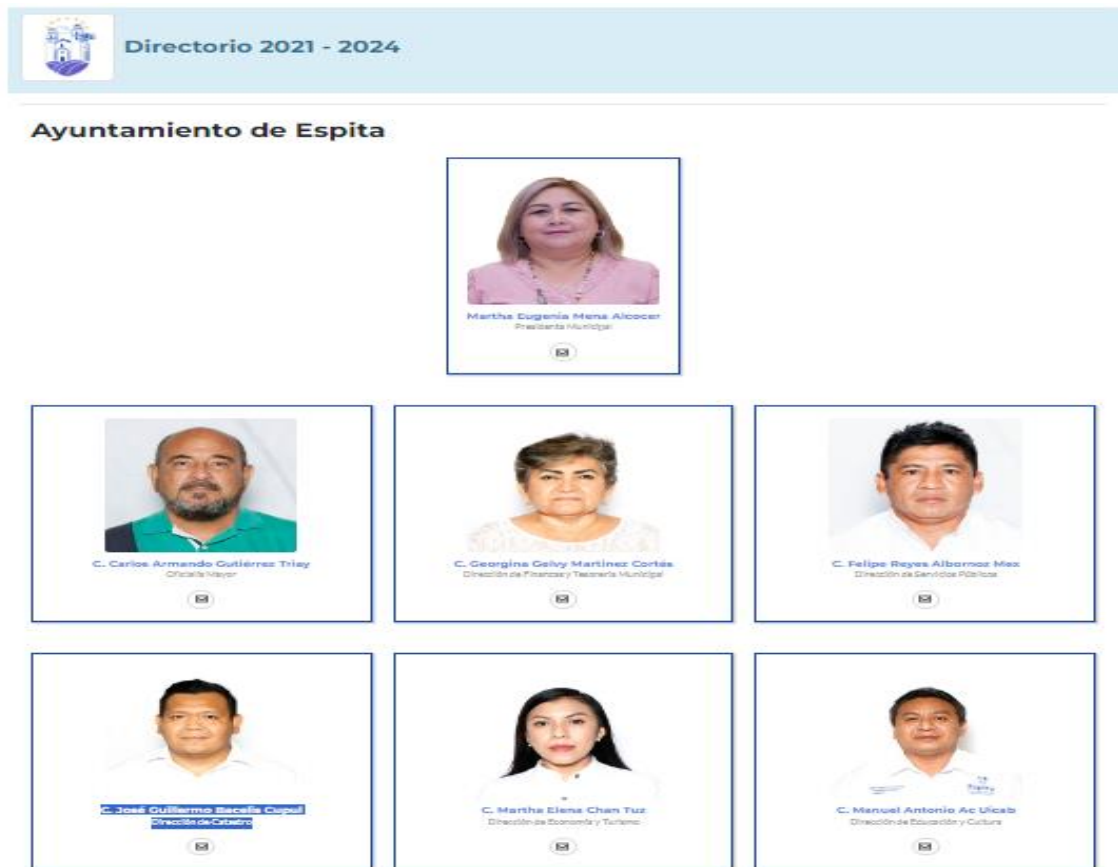 Directorio 2021 - 2024
Ayuntamiento de Espita
Martha Eugenia Mena Alcocer
Presidenta Municipal
C. Carlos Armando Gutiérrez Triay
Oficialía Mayor
C. Georgina Gelvy Martinez Cortés
Dirección de Finanzas y Tesorería Municipal
C. Felipe Reyes Albornoz Mex
Dirección de Servicios Públicos
C. José Guillermo Bacelis Cupul
Dirección de Catastro
C. Martha Elena Chan Tuz
Dirección de Economía y Turismo
C. Manuel Antonio Ac Uicab
Dirección de Educación y Cultura